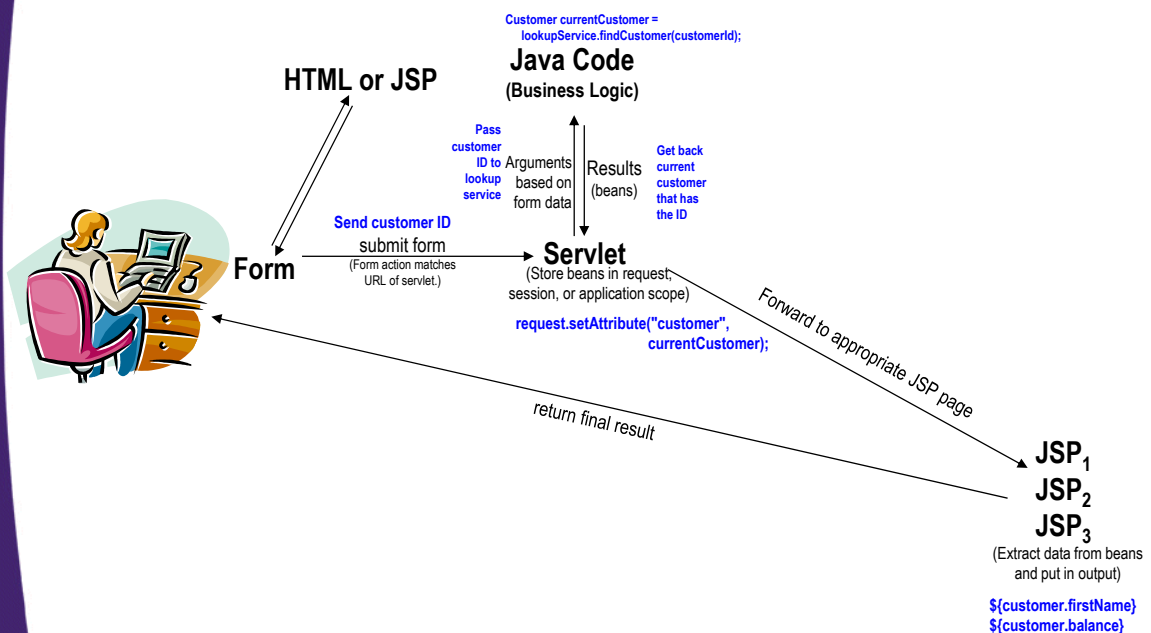 Customer currentCustomer =
lookupService.findCustomer(customerId);
Java Code
(Business Logic)
HTML or JSP
Pass
customer
ID to
lookup
service
Arguments
based on
form data
Results
(beans)
Get back
current
customer
that has
the ID
Send customer ID
submit form
(Form action matches
URL of servlet.)
Form
Servlet
(Store beans in request,
session, or application scope)
request.setAttribute("customer",
currentCustomer);
Forward to appropriate JSP page
return final result
JSP₁
JSP₂
JSP₃
(Extract data from beans
and put in output)
${customer.firstName}
${customer.balance}